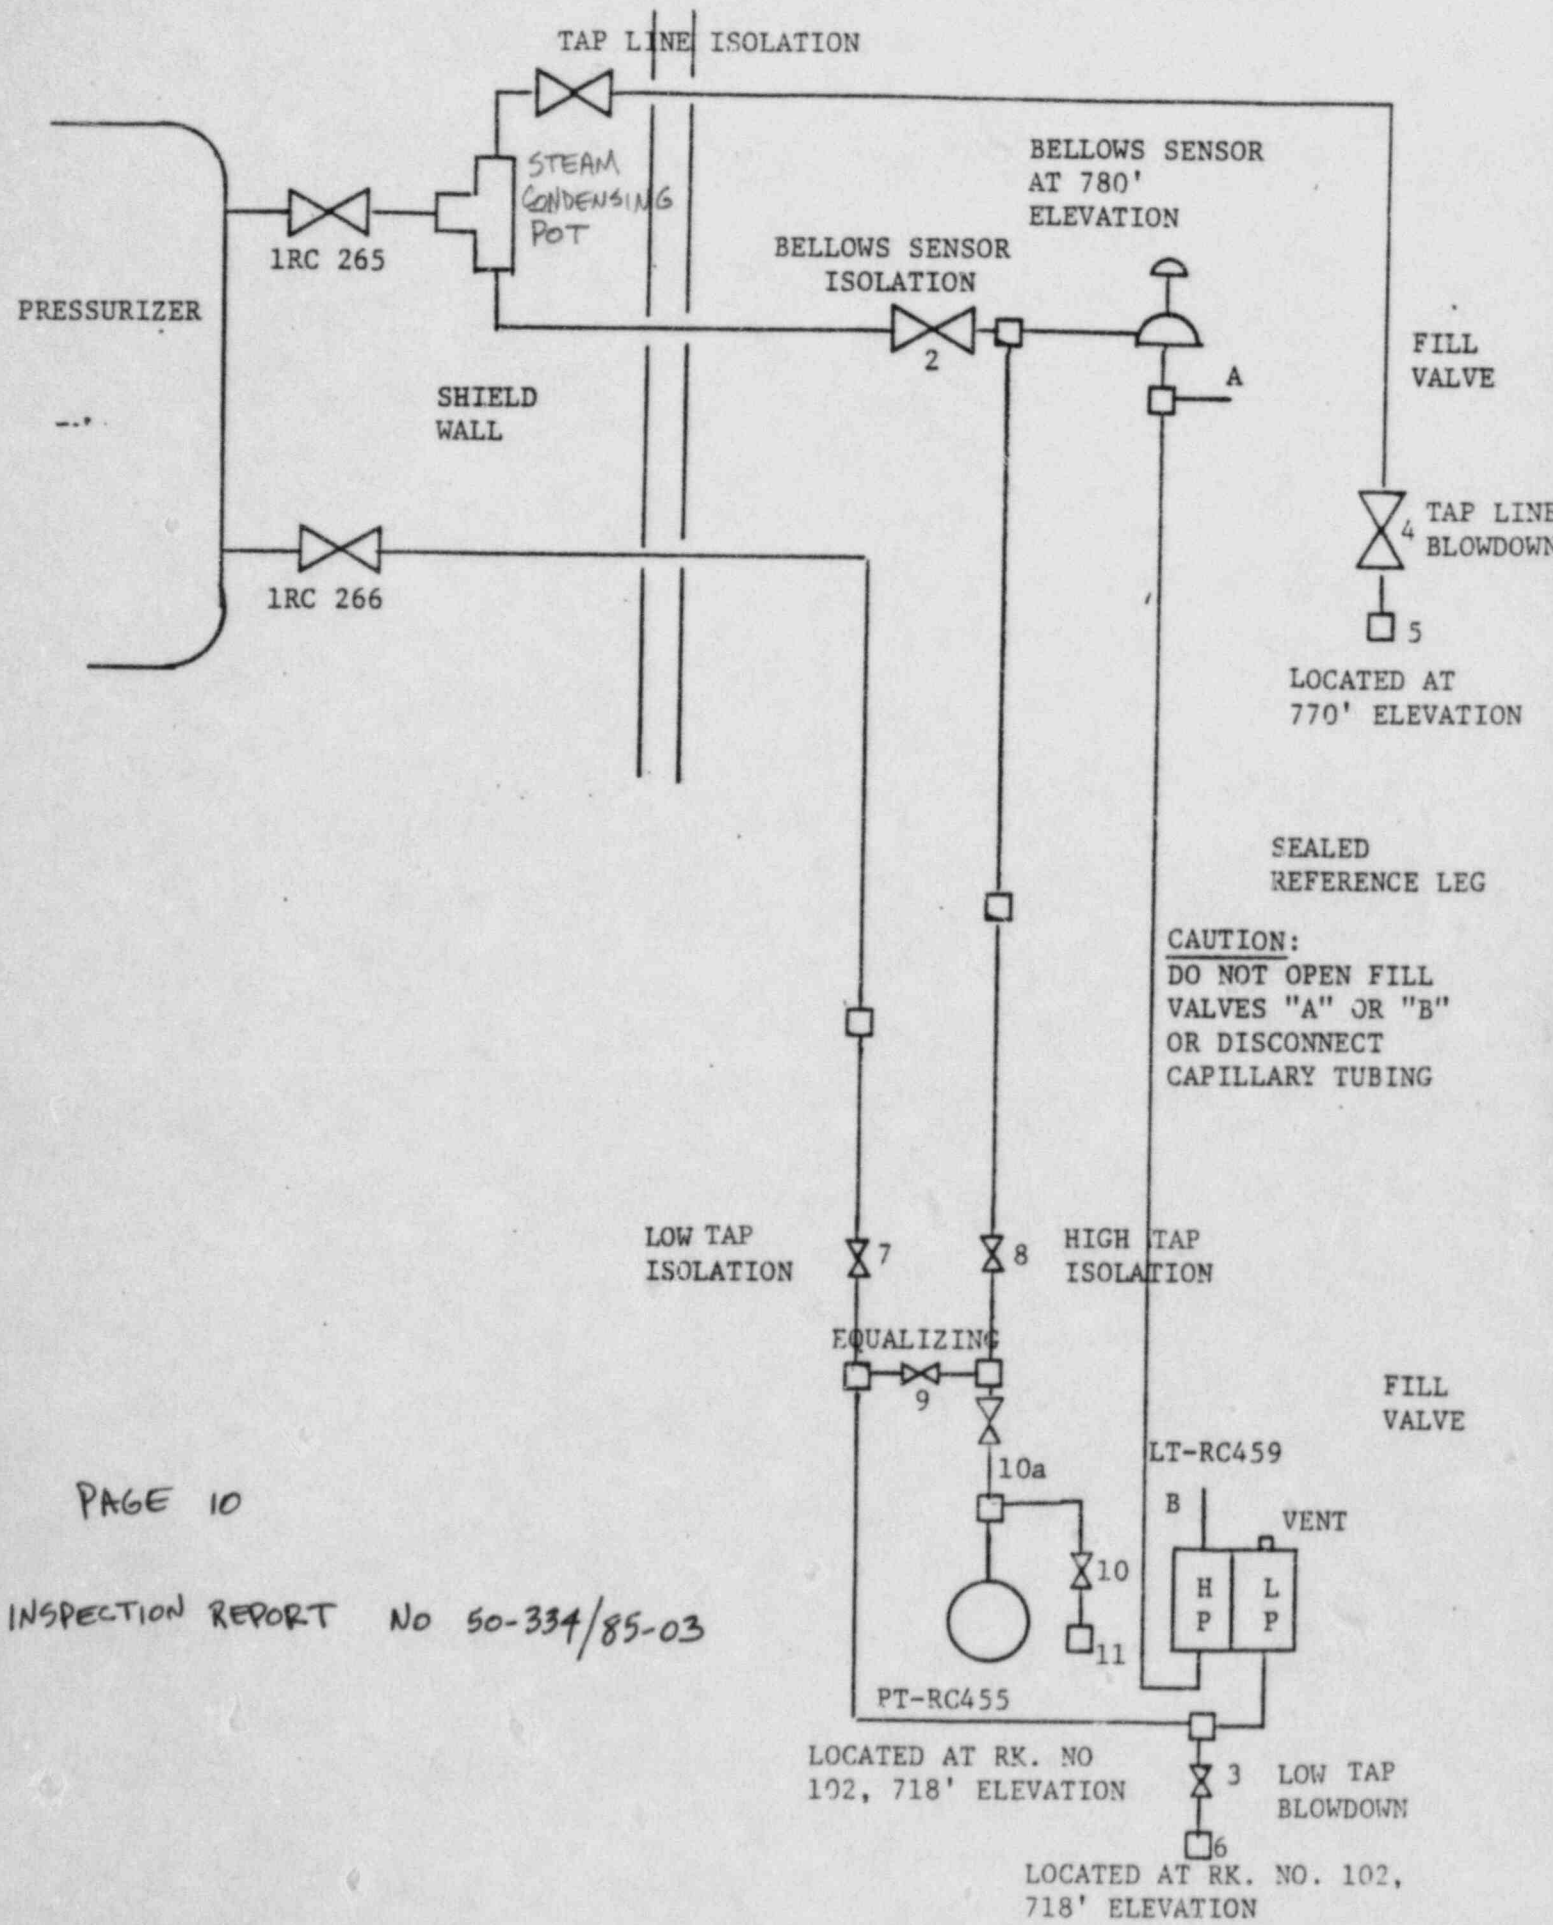 TAP LINE ISOLATION
STEAM
CONDENSING
POT
BELLOWS SENSOR
AT 780'
ELEVATION
1RC 265
BELLOWS SENSOR
ISOLATION
PRESSURIZER
2
FILL
VALVE
A
SHIELD
WALL
4
TAP LINE
BLOWDOWN
1RC 266
5
LOCATED AT
770' ELEVATION
SEALED
REFERENCE LEG
CAUTION:
DO NOT OPEN FILL
VALVES "A" OR "B"
OR DISCONNECT
CAPILLARY TUBING
LOW TAP
ISOLATION
7
8
HIGH TAP
ISOLATION
EQUALIZING
9
FILL
VALVE
10a
LT-RC459
B
VENT
PAGE 10
10
H
P
L
P
INSPECTION REPORT NO 50-334/85-03
11
PT-RC455
LOCATED AT RK. NO
102, 718' ELEVATION
3
LOW TAP
BLOWDOWN
6
LOCATED AT RK. NO. 102,
718' ELEVATION